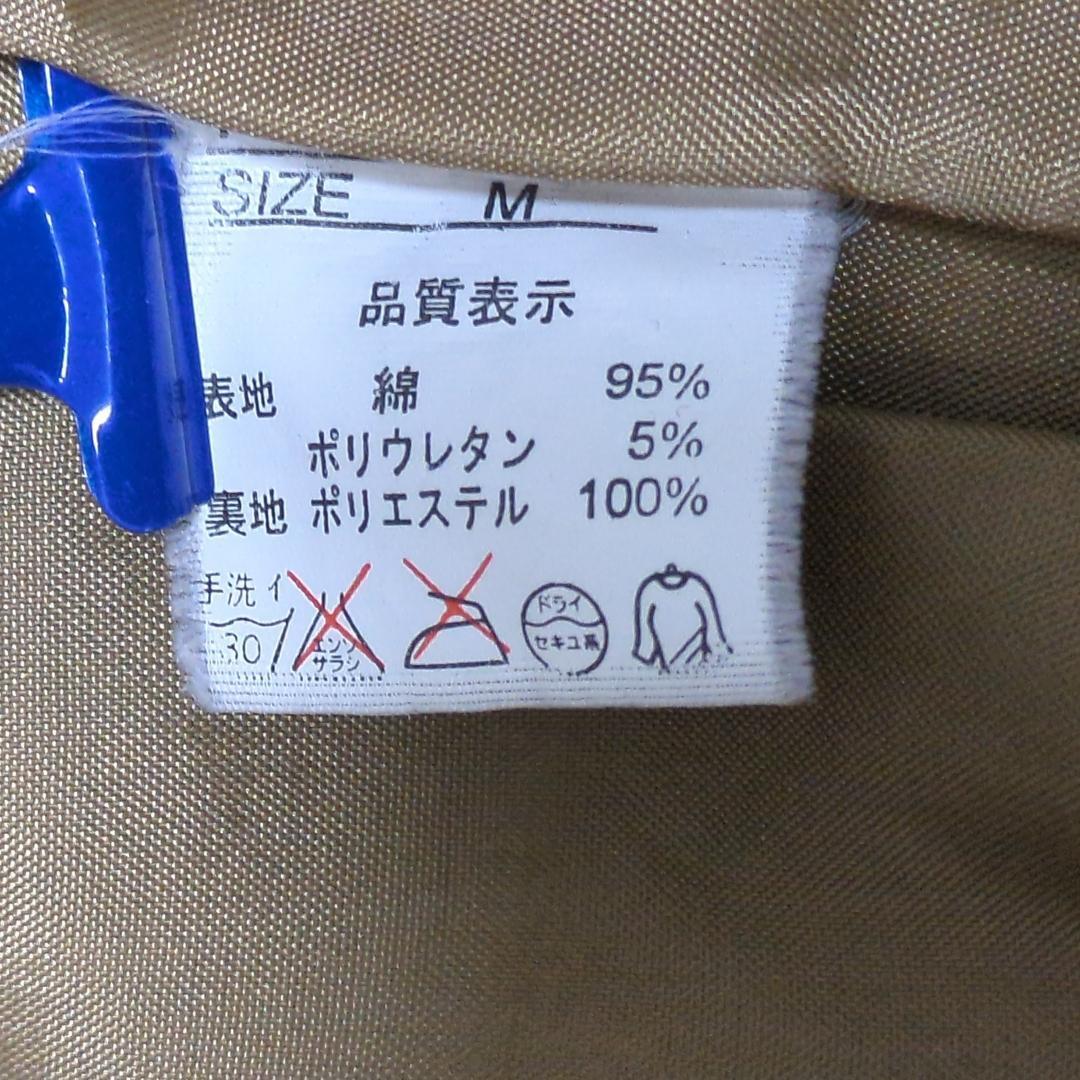 SIZE M
品質表示
表地 綿 95%
ポリウレタン 5%
裏地 ポリエステル 100%
手洗イ
30
エンソ
サラシ
ドライ
セキユ系